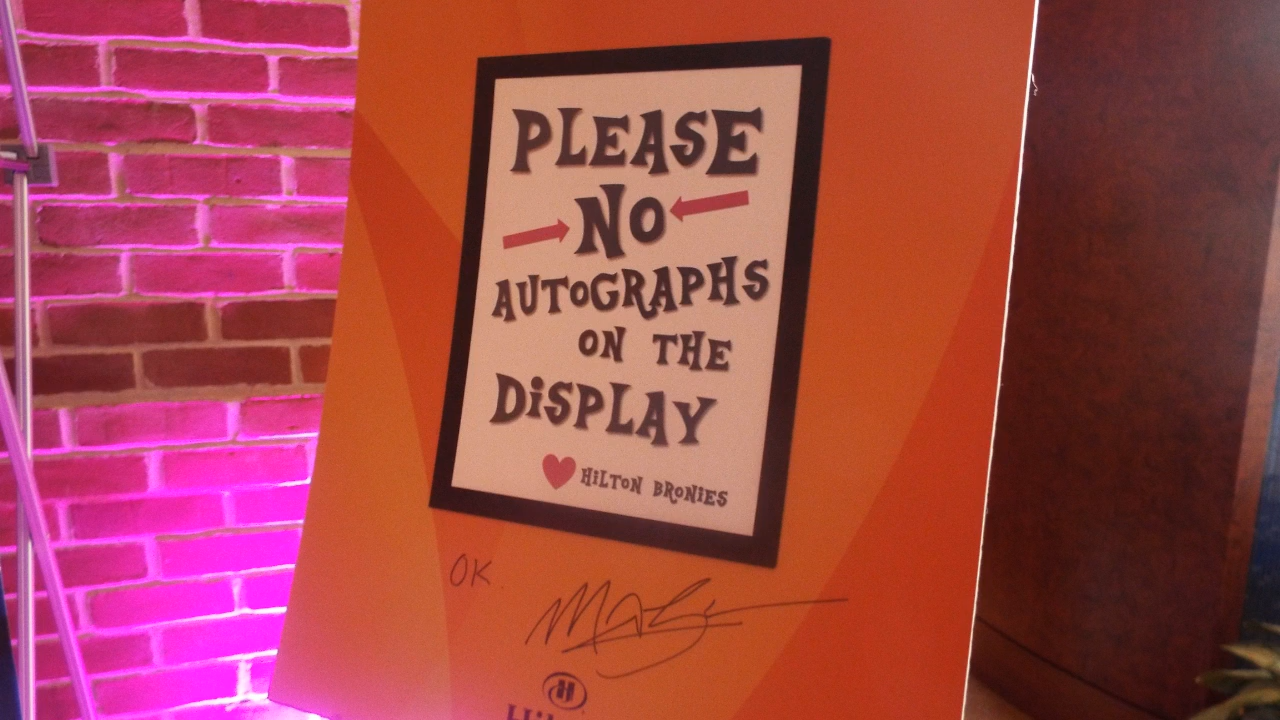 PLEASE
NO
AUTOGRAPHS
ON THE
DiSPLAY
HiLTON BRONiES
OK
H